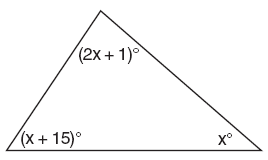 (2x + 1)°
(x + 15)°
x°